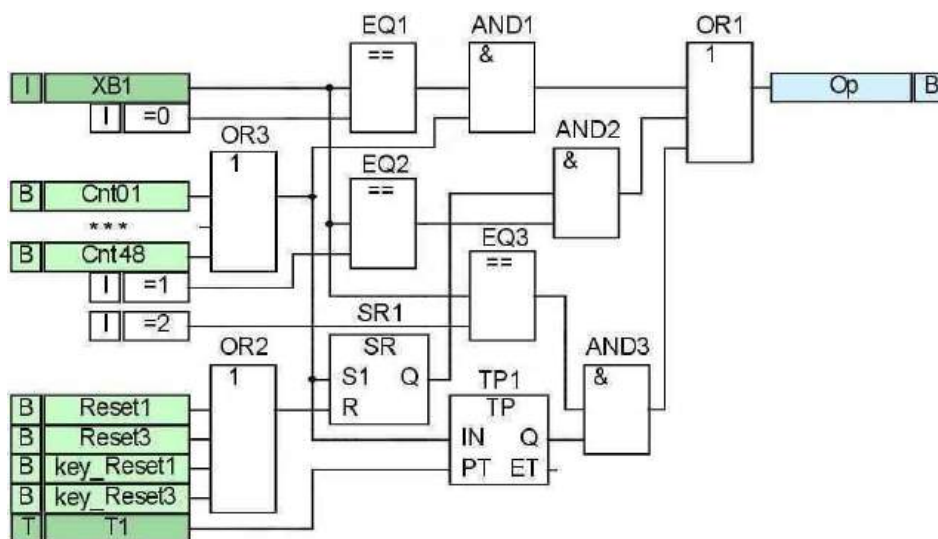 EQ1 AND1 OR1
== & 1
I XB1 Op B
I =0
OR3 AND2
1 EQ2 &
B Cnt01 ==
*** EQ3
B Cnt48 ==
I =1
I =2 SR1
OR2 SR AND3
1 S1 Q TP1 &
B Reset1 R TP
B Reset3 IN Q
B key_Reset1 PT ET
B key_Reset3
T T1